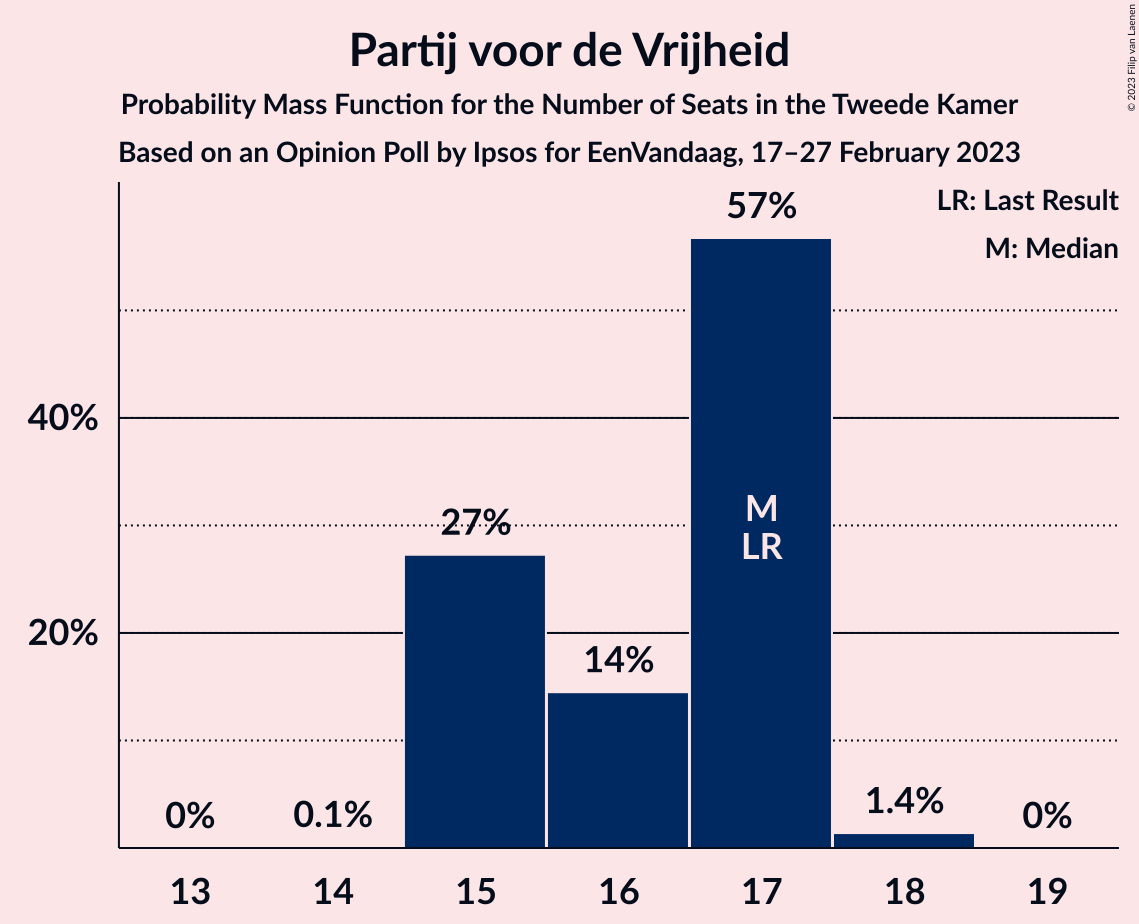 Partij voor de Vrijheid
Probability Mass Function for the Number of Seats in the Tweede Kamer
Based on an Opinion Poll by Ipsos for EenVandaag, 17–27 February 2023
© 2023 Filip van Laenen
LR: Last Result
M: Median
57%
40%
27%
M
LR
20%
14%
0%
0.1%
1.4%
0%
13
14
15
16
17
18
19